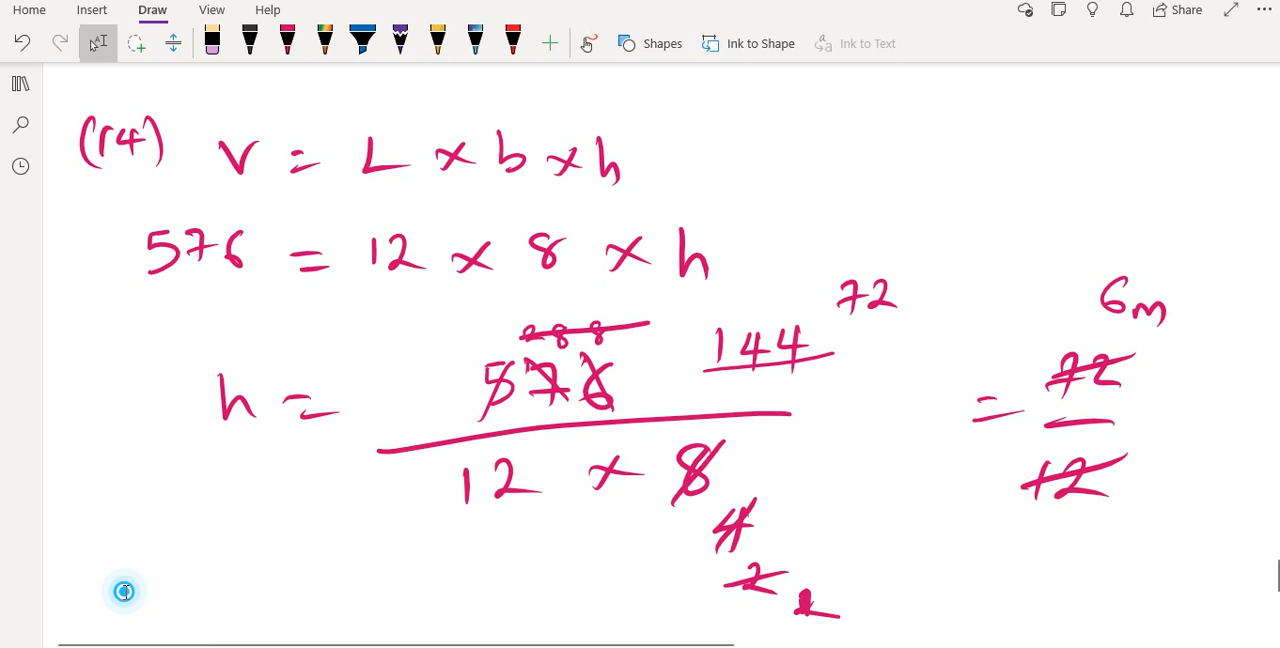 Home Insert Draw View Help Share
Shapes Ink to Shape Ink to Text
(14) V = L × b × h
576 = 12 × 8 × h
72 6m
288 144
h = 576 = 72
12 × 8 12
4
2
1